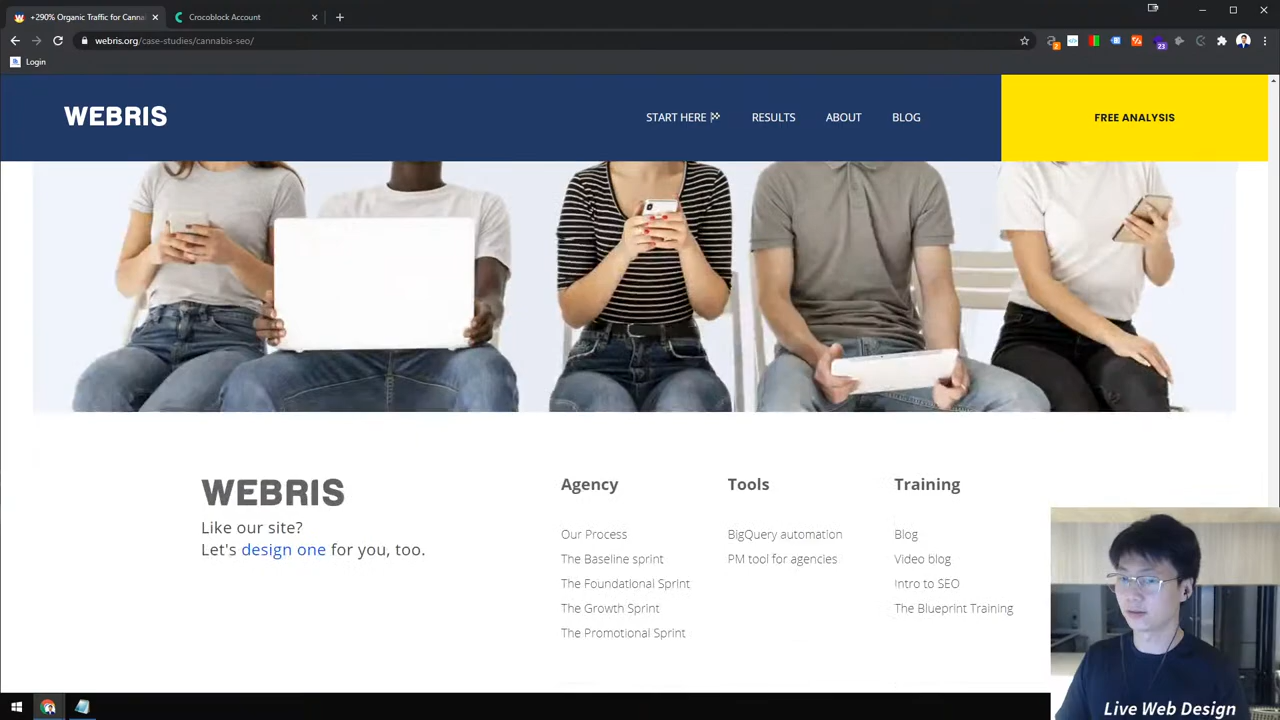 +290% Organic Traffic for Canna
Crocoblock Account
webris.org/case-studies/cannabis-seo/
2
23
Login
WEBRIS
START HERE
RESULTS
ABOUT
BLOG
FREE ANALYSIS
WEBRIS
Like our site?
Let's design one for you, too.
Agency
Our Process
The Baseline sprint
The Foundational Sprint
The Growth Sprint
The Promotional Sprint
Tools
BigQuery automation
PM tool for agencies
Training
Blog
Video blog
Intro to SEO
The Blueprint Training
Live Web Design